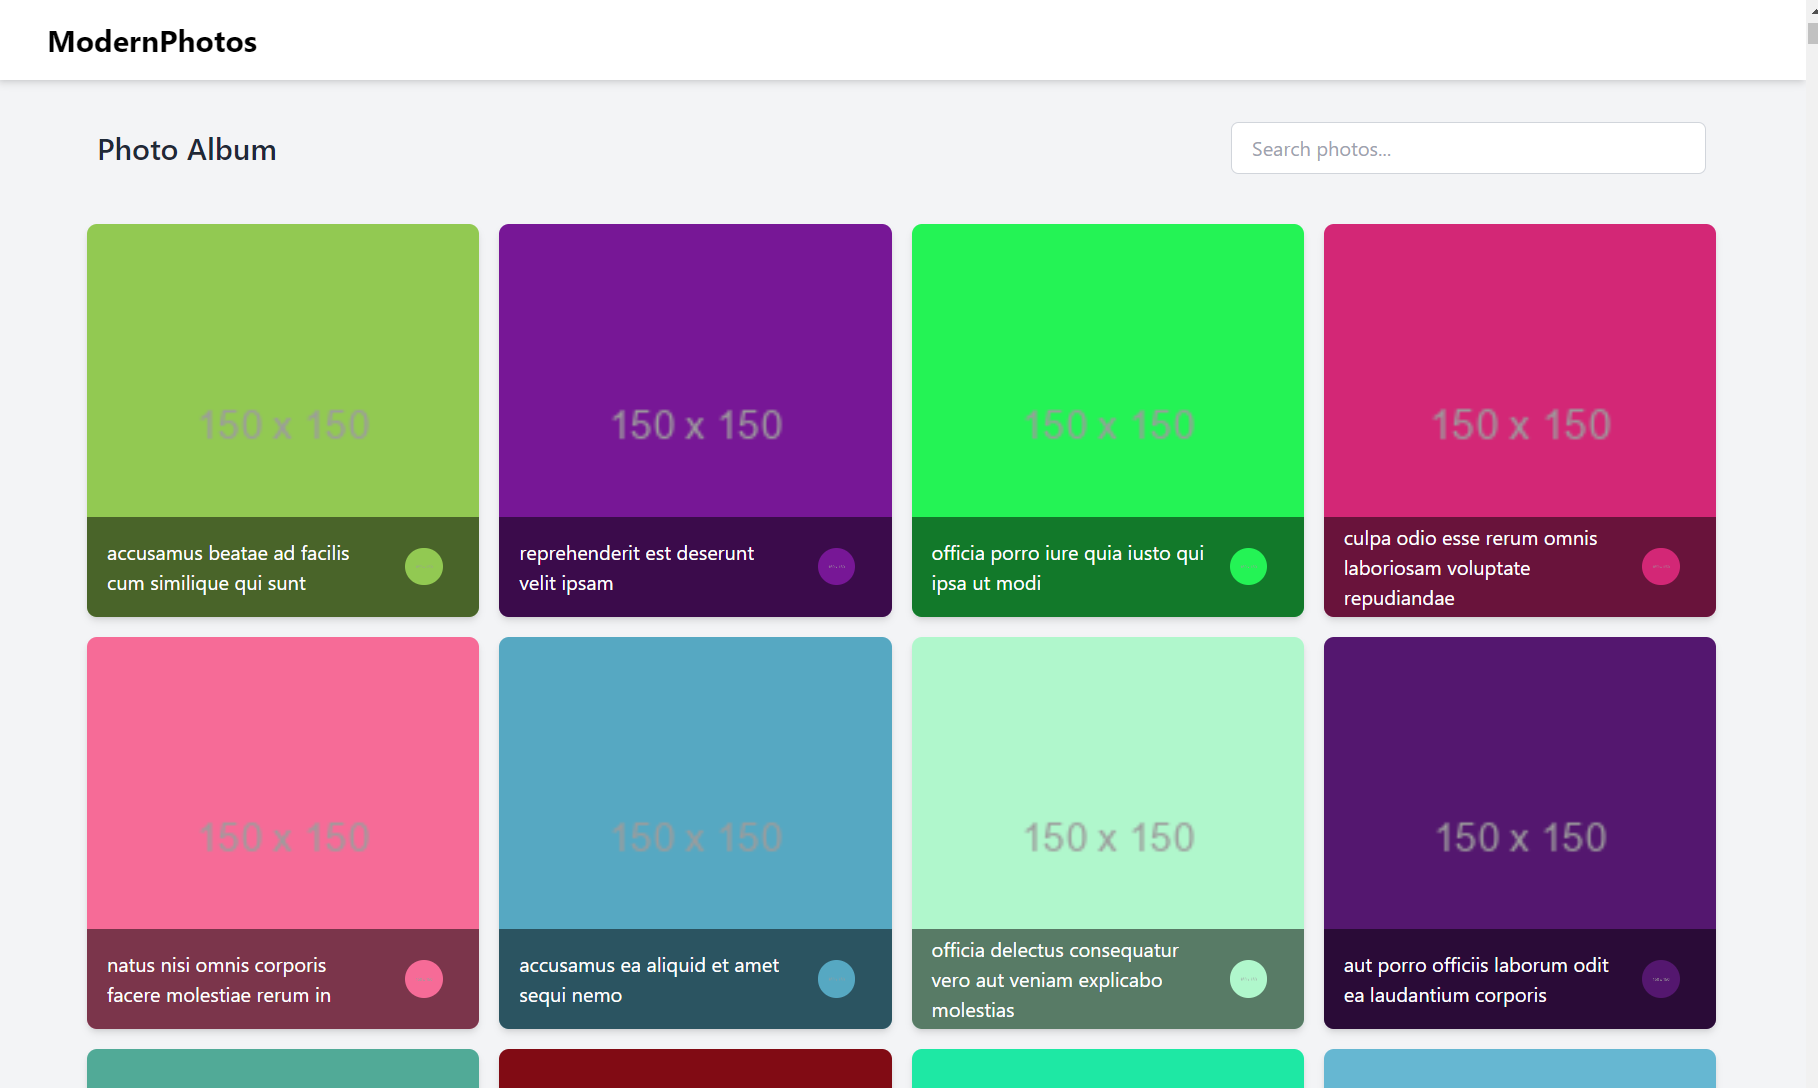 ModernPhotos
Photo Album
Search photos...
150 x 150
accusamus beatae ad facilis
cum similique qui sunt
150 x 150
reprehenderit est deserunt
velit ipsam
150 x 150
officia porro iure quia iusto qui
ipsa ut modi
150 x 150
culpa odio esse rerum omnis
laboriosam voluptate
repudiandae
150 x 150
natus nisi omnis corporis
facere molestiae rerum in
150 x 150
accusamus ea aliquid et amet
sequi nemo
150 x 150
officia delectus consequatur
vero aut veniam explicabo
molestias
150 x 150
aut porro officiis laborum odit
ea laudantium corporis